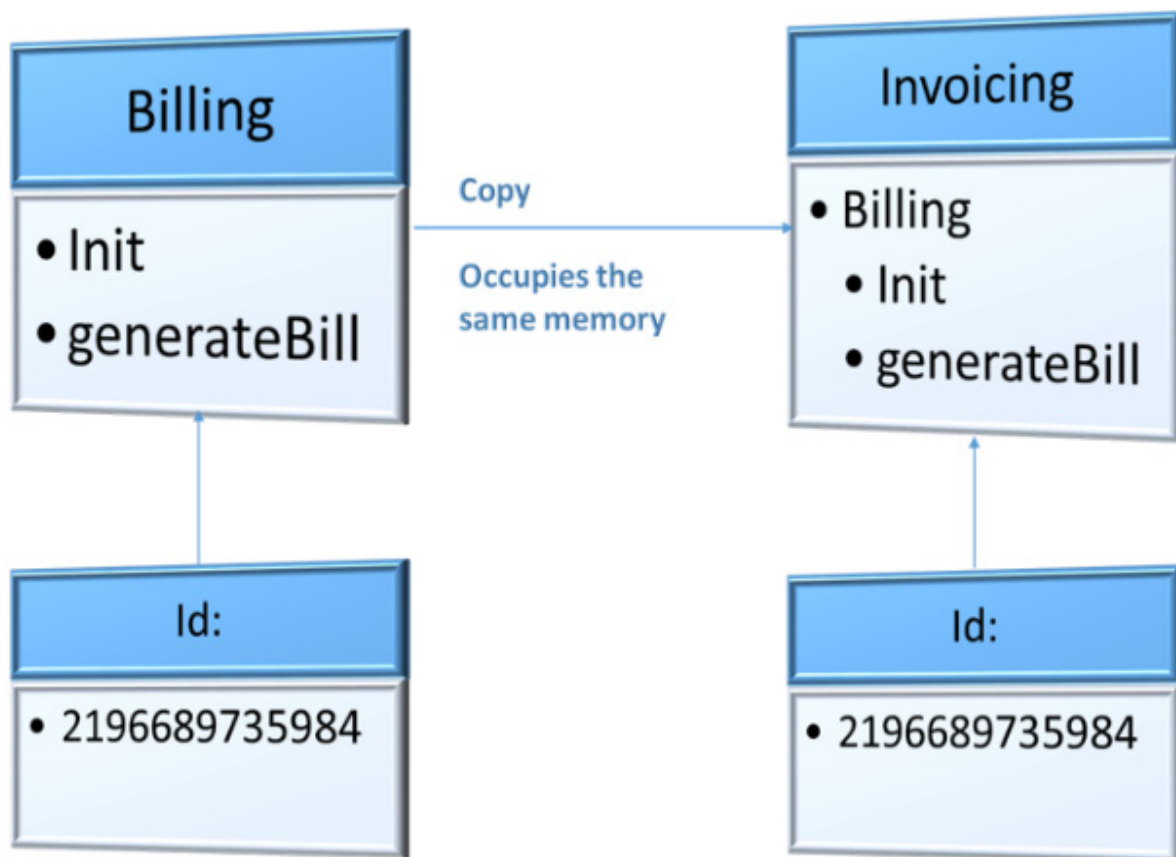 Billing
• Init
• generateBill
Copy
Occupies the
same memory
Invoicing
• Billing
• Init
• generateBill
Id:
• 2196689735984
Id:
• 2196689735984